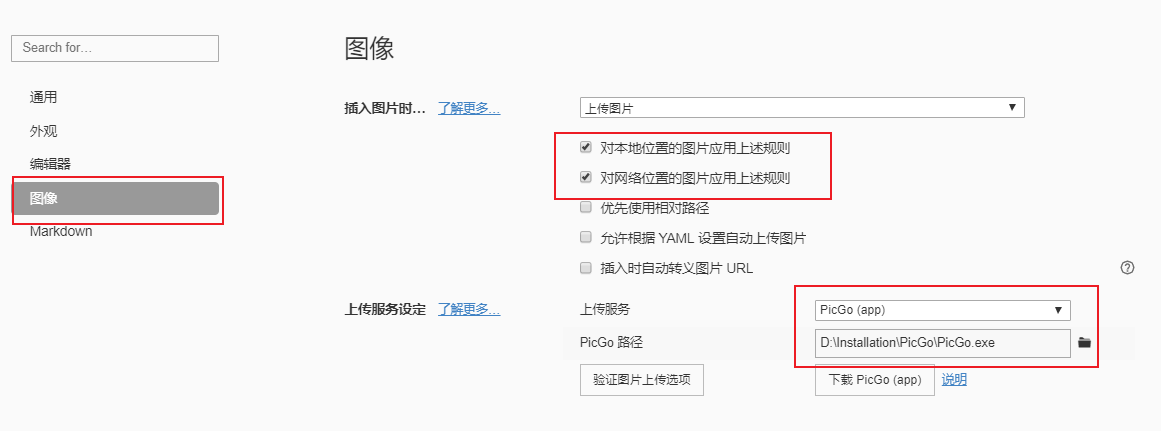 Search for…
通用
外观
编辑器
图像
Markdown
图像
插入图片时… 了解更多…
上传图片
对本地位置的图片应用上述规则
对网络位置的图片应用上述规则
优先使用相对路径
允许根据 YAML 设置自动上传图片
插入时自动转义图片 URL
上传服务设定 了解更多…
上传服务 PicGo (app)
PicGo 路径 D:\Installation\PicGo\PicGo.exe
验证图片上传选项 下载 PicGo (app) 说明